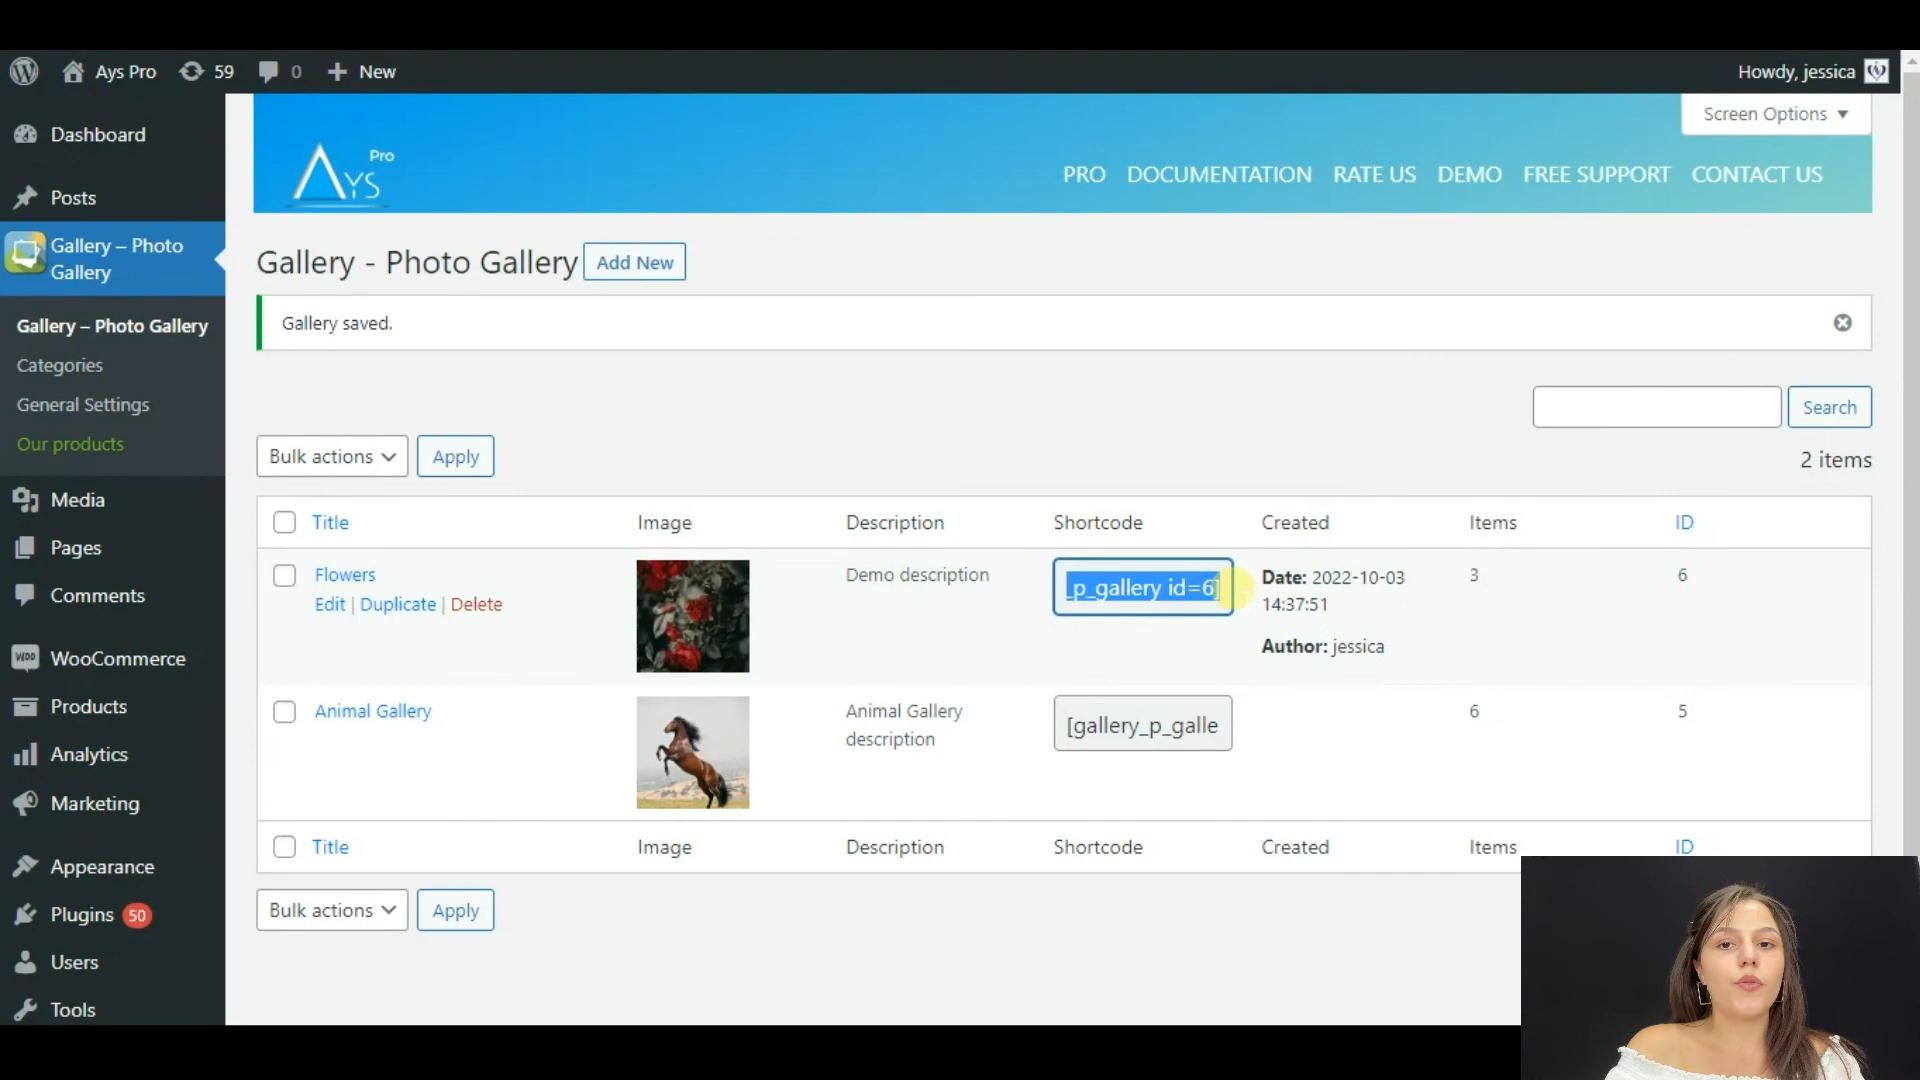 Ays Pro 59 0 New Howdy, jessica
Screen Options
Ays Pro
PRO DOCUMENTATION RATE US DEMO FREE SUPPORT CONTACT US
Dashboard
Posts
Gallery – Photo
Gallery
Gallery – Photo Gallery
Categories
General Settings
Our products
Media
Pages
Comments
WooCommerce
Products
Analytics
Marketing
Appearance
Plugins 50
Users
Tools
Gallery - Photo Gallery Add New
Gallery saved.
Search
Bulk actions Apply
2 items
Title Image Description Shortcode Created Items ID
Flowers Demo description _p_gallery id=6] Date: 2022-10-03 3 6
Edit | Duplicate | Delete 14:37:51
Author: jessica
Animal Gallery Animal Gallery [gallery_p_galle 6 5
description
Title Image Description Shortcode Created Items ID
Bulk actions Apply